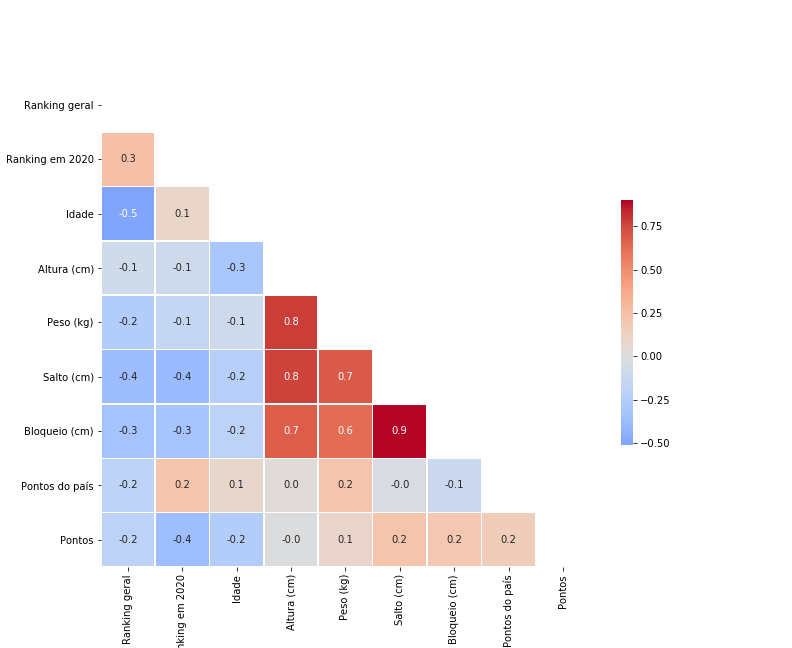 Ranking geral
Ranking em 2020 0.3
Idade -0.5 0.1
Altura (cm) -0.1 -0.1 -0.3
Peso (kg) -0.2 -0.1 -0.1 0.8
Salto (cm) -0.4 -0.4 -0.2 0.8 0.7
Bloqueio (cm) -0.3 -0.3 -0.2 0.7 0.6 0.9
Pontos do país -0.2 0.2 0.1 0.0 0.2 -0.0 -0.1
Pontos -0.2 -0.4 -0.2 -0.0 0.1 0.2 0.2 0.2
Ranking geral
nking em 2020
Idade
Altura (cm)
Peso (kg)
Salto (cm)
Bloqueio (cm)
Pontos do país
Pontos
0.75
0.50
0.25
0.00
−0.25
−0.50